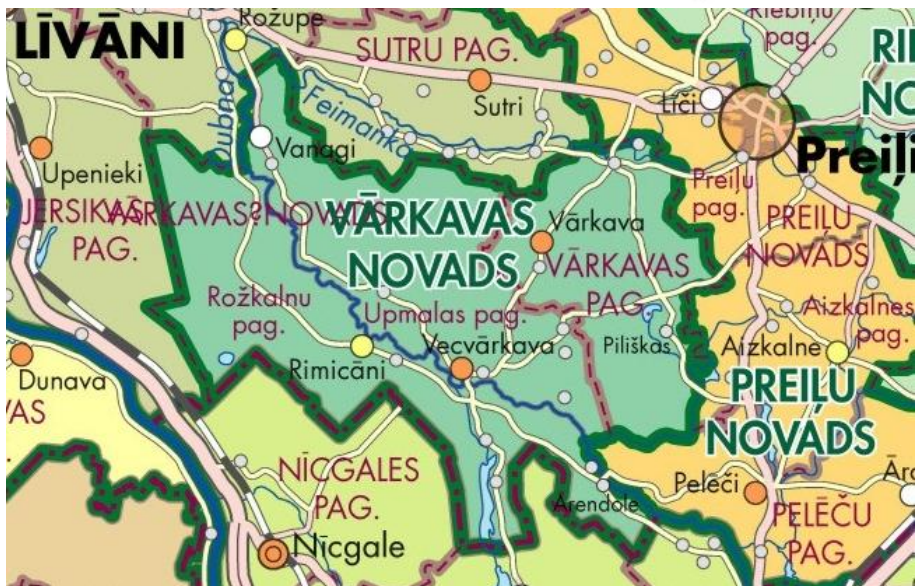 Rožupe
LĪVĀNI
SUTRU PAG.
Riebiņu
pag.
Līči
Sutri
Dubna
Feimanka
Vanagi
Preiļi
Upenieki
Preiļu
pag.
JERSIKAS
PAG.
VĀRKAVAS?NOVADS
VĀRKAVAS
NOVADS
Vārkava
VĀRKAVAS
PAG.
PREIĻU
NOVADS
Rožkalnu
pag.
Upmalas pag.
Aizkalnes
pag.
Piliškas
Aizkalne
Vecvārkava
Rimicāni
Dunava
PREIĻU
NOVADS
NĪCGALES
PAG.
Pelēči
Arendole
PELĒČU
PAG.
Nīcgale